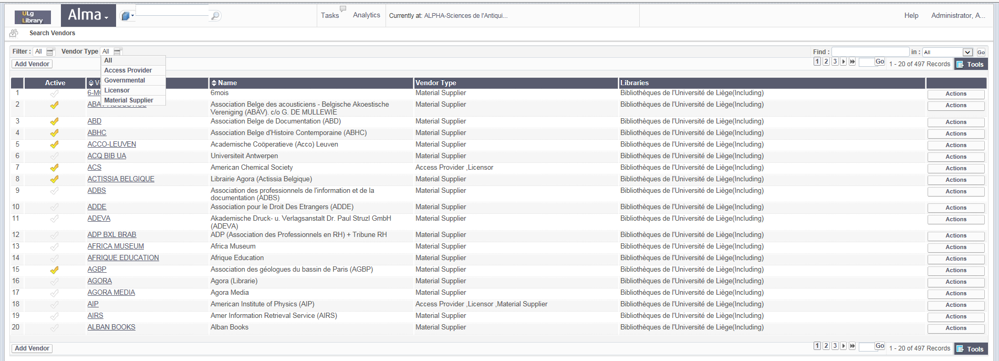 ULg Library
Alma
Tasks
Analytics
Currently at: ALPHA-Sciences de l'Antiqui...
Help
Administrator, A...
Search Vendors
Filter : All Vendor Type All
Find : in : All Go
All
Access Provider
Governmental
Licensor
Material Supplier
Add Vendor
1 2 3 Go 1 - 20 of 497 Records Tools
Active Name Vendor Type Libraries
1 6mois Material Supplier Bibliothèques de l'Université de Liège(Including) Actions
2 Association Belge des acousticiens - Belgische Akoestische Material Supplier Bibliothèques de l'Université de Liège(Including) Actions
Vereniging (ABAV). c/o G. DE MULLEWIE
3 ABD Association Belge de Documentation (ABD) Material Supplier Bibliothèques de l'Université de Liège(Including) Actions
4 ABHC Association Belge d'Histoire Contemporaine (ABHC) Material Supplier Bibliothèques de l'Université de Liège(Including) Actions
5 ACCO-LEUVEN Academische Coöperatieve (Acco) Leuven Material Supplier Bibliothèques de l'Université de Liège(Including) Actions
6 ACQ BIB UA Universiteit Antwerpen Material Supplier Bibliothèques de l'Université de Liège(Including) Actions
7 ACS American Chemical Society Access Provider ,Licensor Bibliothèques de l'Université de Liège(Including) Actions
8 ACTISSIA BELGIQUE Librairie Agora (Actissia Belgique) Material Supplier Bibliothèques de l'Université de Liège(Including) Actions
9 ADBS Association des professionnels de l'information et de la Material Supplier Bibliothèques de l'Université de Liège(Including) Actions
documentation (ADBS)
10 ADDE Association pour le Droit Des Etrangers (ADDE) Material Supplier Bibliothèques de l'Université de Liège(Including) Actions
11 ADEVA Akademische Druck- u. Verlagsanstalt Dr. Paul Struzl GmbH Material Supplier Bibliothèques de l'Université de Liège(Including) Actions
(ADEVA)
12 ADP BXL BRAB ADP (Association des Professionnels en RH) + Tribune RH Material Supplier Bibliothèques de l'Université de Liège(Including) Actions
13 AFRICA MUSEUM Africa Museum Material Supplier Bibliothèques de l'Université de Liège(Including) Actions
14 AFRIQUE EDUCATION Afrique Education Material Supplier Bibliothèques de l'Université de Liège(Including) Actions
15 AGBP Association des géologues du bassin de Paris (AGBP) Material Supplier Bibliothèques de l'Université de Liège(Including) Actions
16 AGORA Agora (Librarie) Material Supplier Bibliothèques de l'Université de Liège(Including) Actions
17 AGORA MEDIA Agora Media Material Supplier Bibliothèques de l'Université de Liège(Including) Actions
18 AIP American Institute of Physics (AIP) Access Provider ,Licensor ,Material Supplier Bibliothèques de l'Université de Liège(Including) Actions
19 AIRS Amer Information Retrieval Service (AIRS) Material Supplier Bibliothèques de l'Université de Liège(Including) Actions
20 ALBAN BOOKS Alban Books Material Supplier Bibliothèques de l'Université de Liège(Including) Actions
Add Vendor
1 2 3 Go 1 - 20 of 497 Records Tools